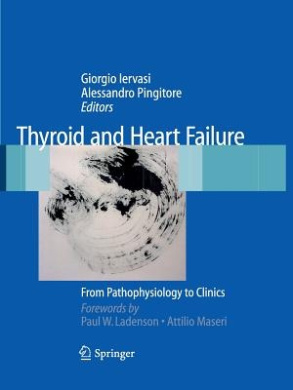 Giorgio Iervasi
Alessandro Pingitore
Editors
Thyroid and Heart Failure
From Pathophysiology to Clinics
Forewords by
Paul W. Ladenson • Attilio Maseri
Springer